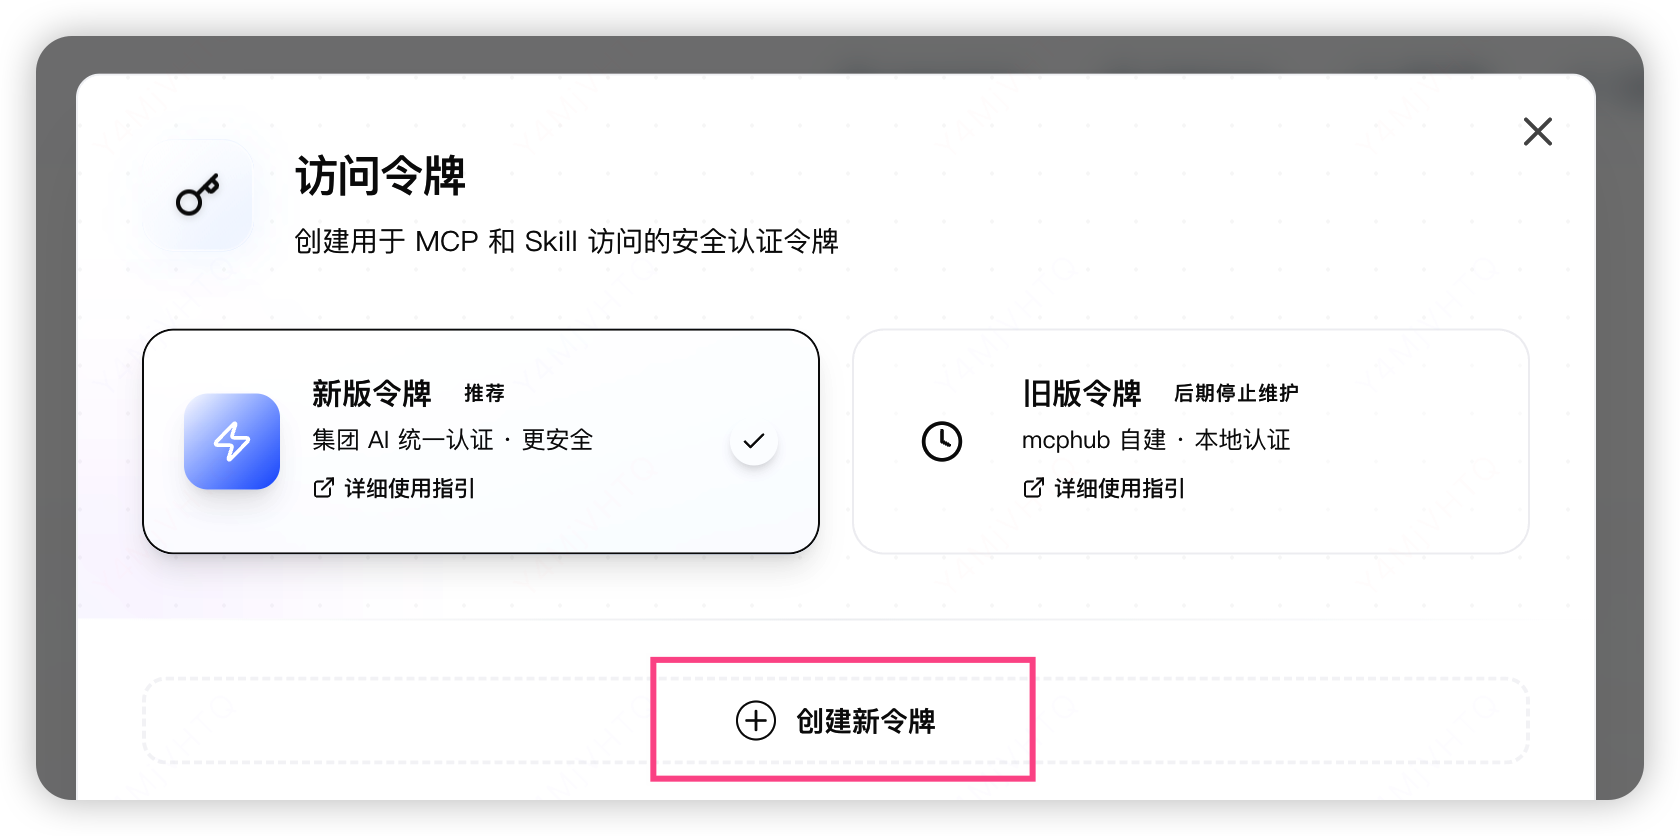 访问令牌
创建用于 MCP 和 Skill 访问的安全认证令牌
新版令牌 推荐
集团 AI 统一认证 · 更安全
详细使用指引
旧版令牌 后期停止维护
mcphub 自建 · 本地认证
详细使用指引
创建新令牌